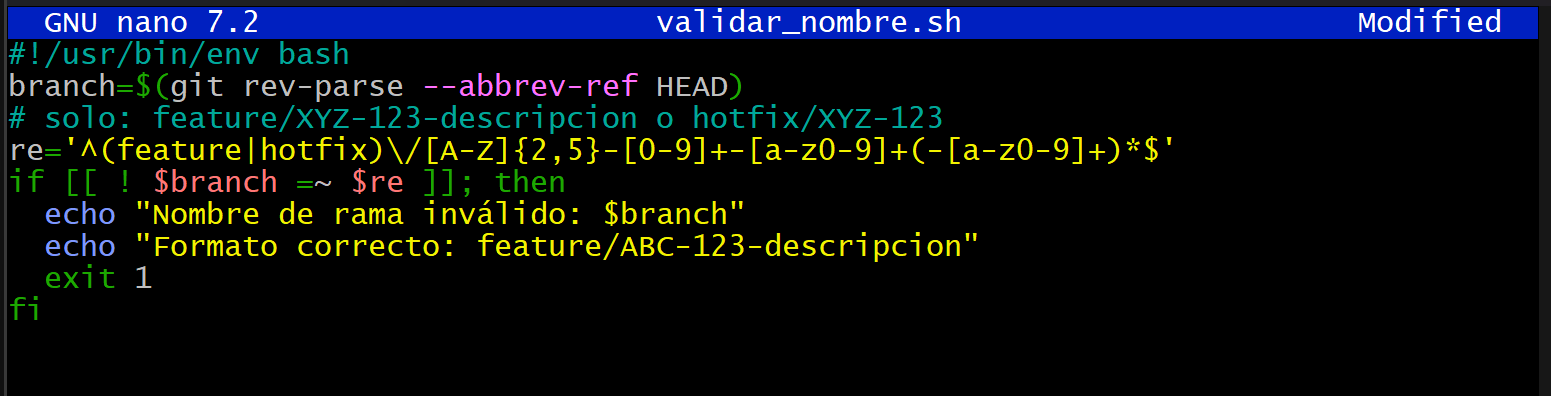 GNU nano 7.2 validar_nombre.sh Modified
#!/usr/bin/env bash
branch=$(git rev-parse --abbrev-ref HEAD)
# solo: feature/XYZ-123-descripcion o hotfix/XYZ-123
re='^(feature|hotfix)\/[A-Z]{2,5}-[0-9]+-[a-z0-9]+(-[a-z0-9]+)*$'
if [[ ! $branch =~ $re ]]; then
  echo "Nombre de rama inválido: $branch"
  echo "Formato correcto: feature/ABC-123-descripcion"
  exit 1
fi